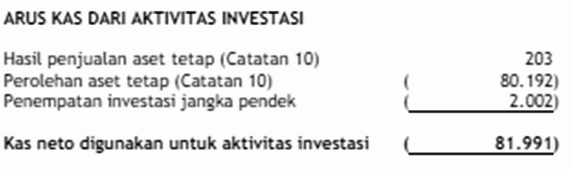 ARUS KAS DARI AKTIVITAS INVESTASI
Hasil penjualan aset tetap (Catatan 10) 203
Perolehan aset tetap (Catatan 10) ( 80.192)
Penempatan investasi jangka pendek ( 2.002)
Kas neto digunakan untuk aktivitas investasi ( 81.991)